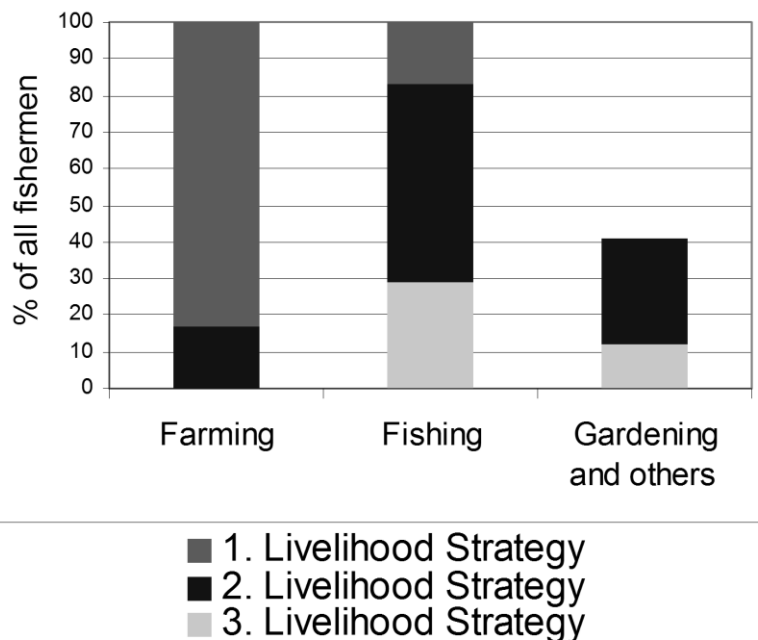 % of all fishermen
100
90
80
70
60
50
40
30
20
10
0
Farming
Fishing
Gardening
and others
1. Livelihood Strategy
2. Livelihood Strategy
3. Livelihood Strategy